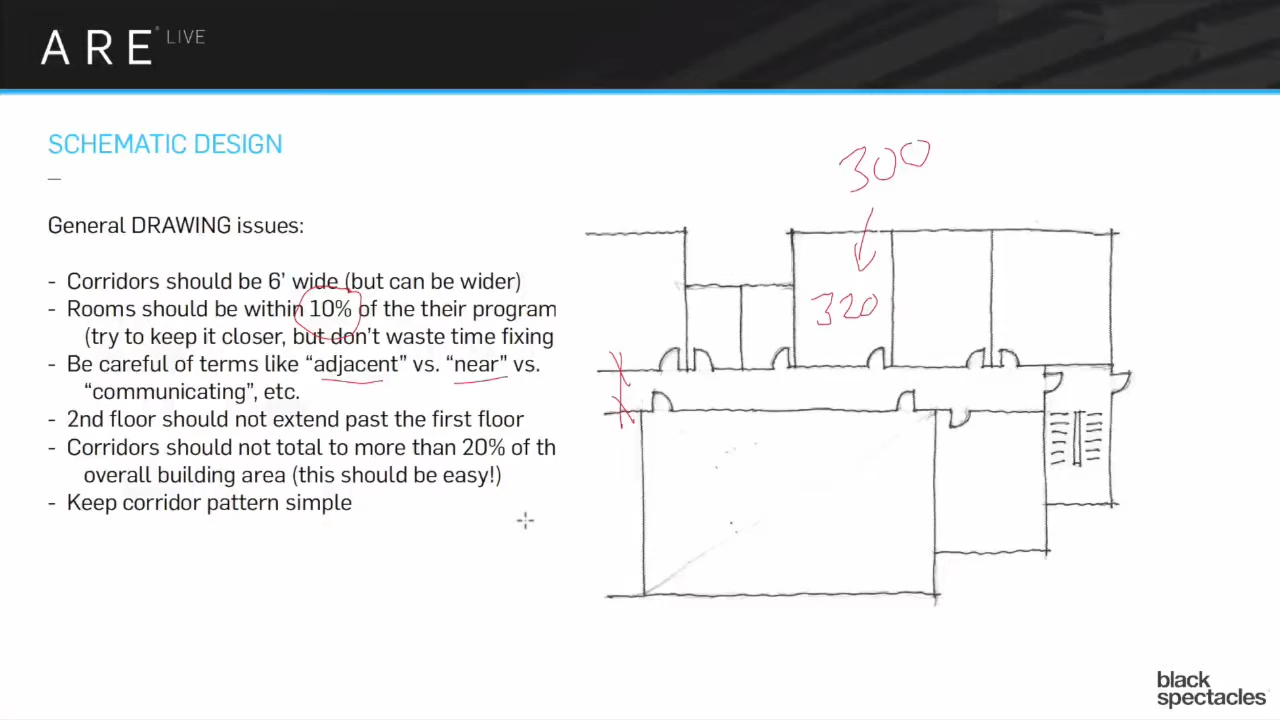 ARE LIVE
SCHEMATIC DESIGN
General DRAWING issues:
- Corridors should be 6' wide (but can be wider)
- Rooms should be within 10% of the their program
(try to keep it closer, but don't waste time fixing
- Be careful of terms like “adjacent” vs. “near” vs.
“communicating”, etc.
- 2nd floor should not extend past the first floor
- Corridors should not total to more than 20% of th
overall building area (this should be easy!)
- Keep corridor pattern simple
300
320
black
spectacles